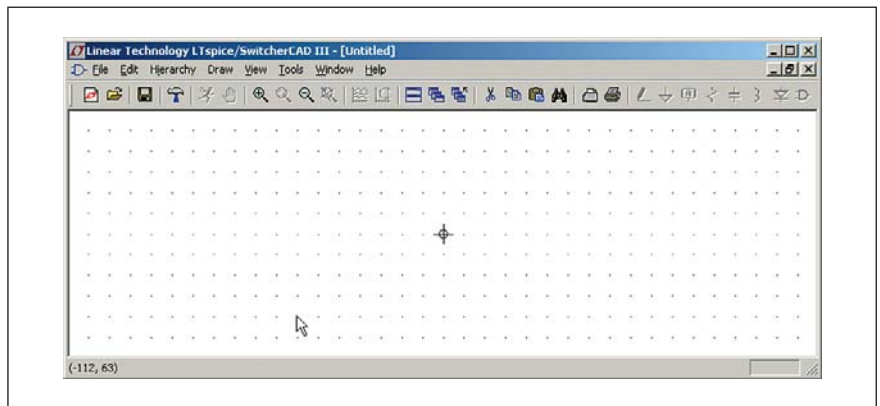 Linear Technology LTspice/SwitcherCAD III - [Untitled]
File Edit Hierarchy Draw View Tools Window Help
(-112, 63)